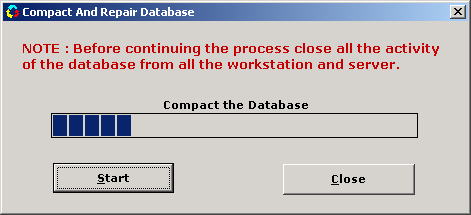 Compact And Repair Database
NOTE : Before continuing the process close all the activity
of the database from all the workstation and server.
Compact the Database
Start
Close